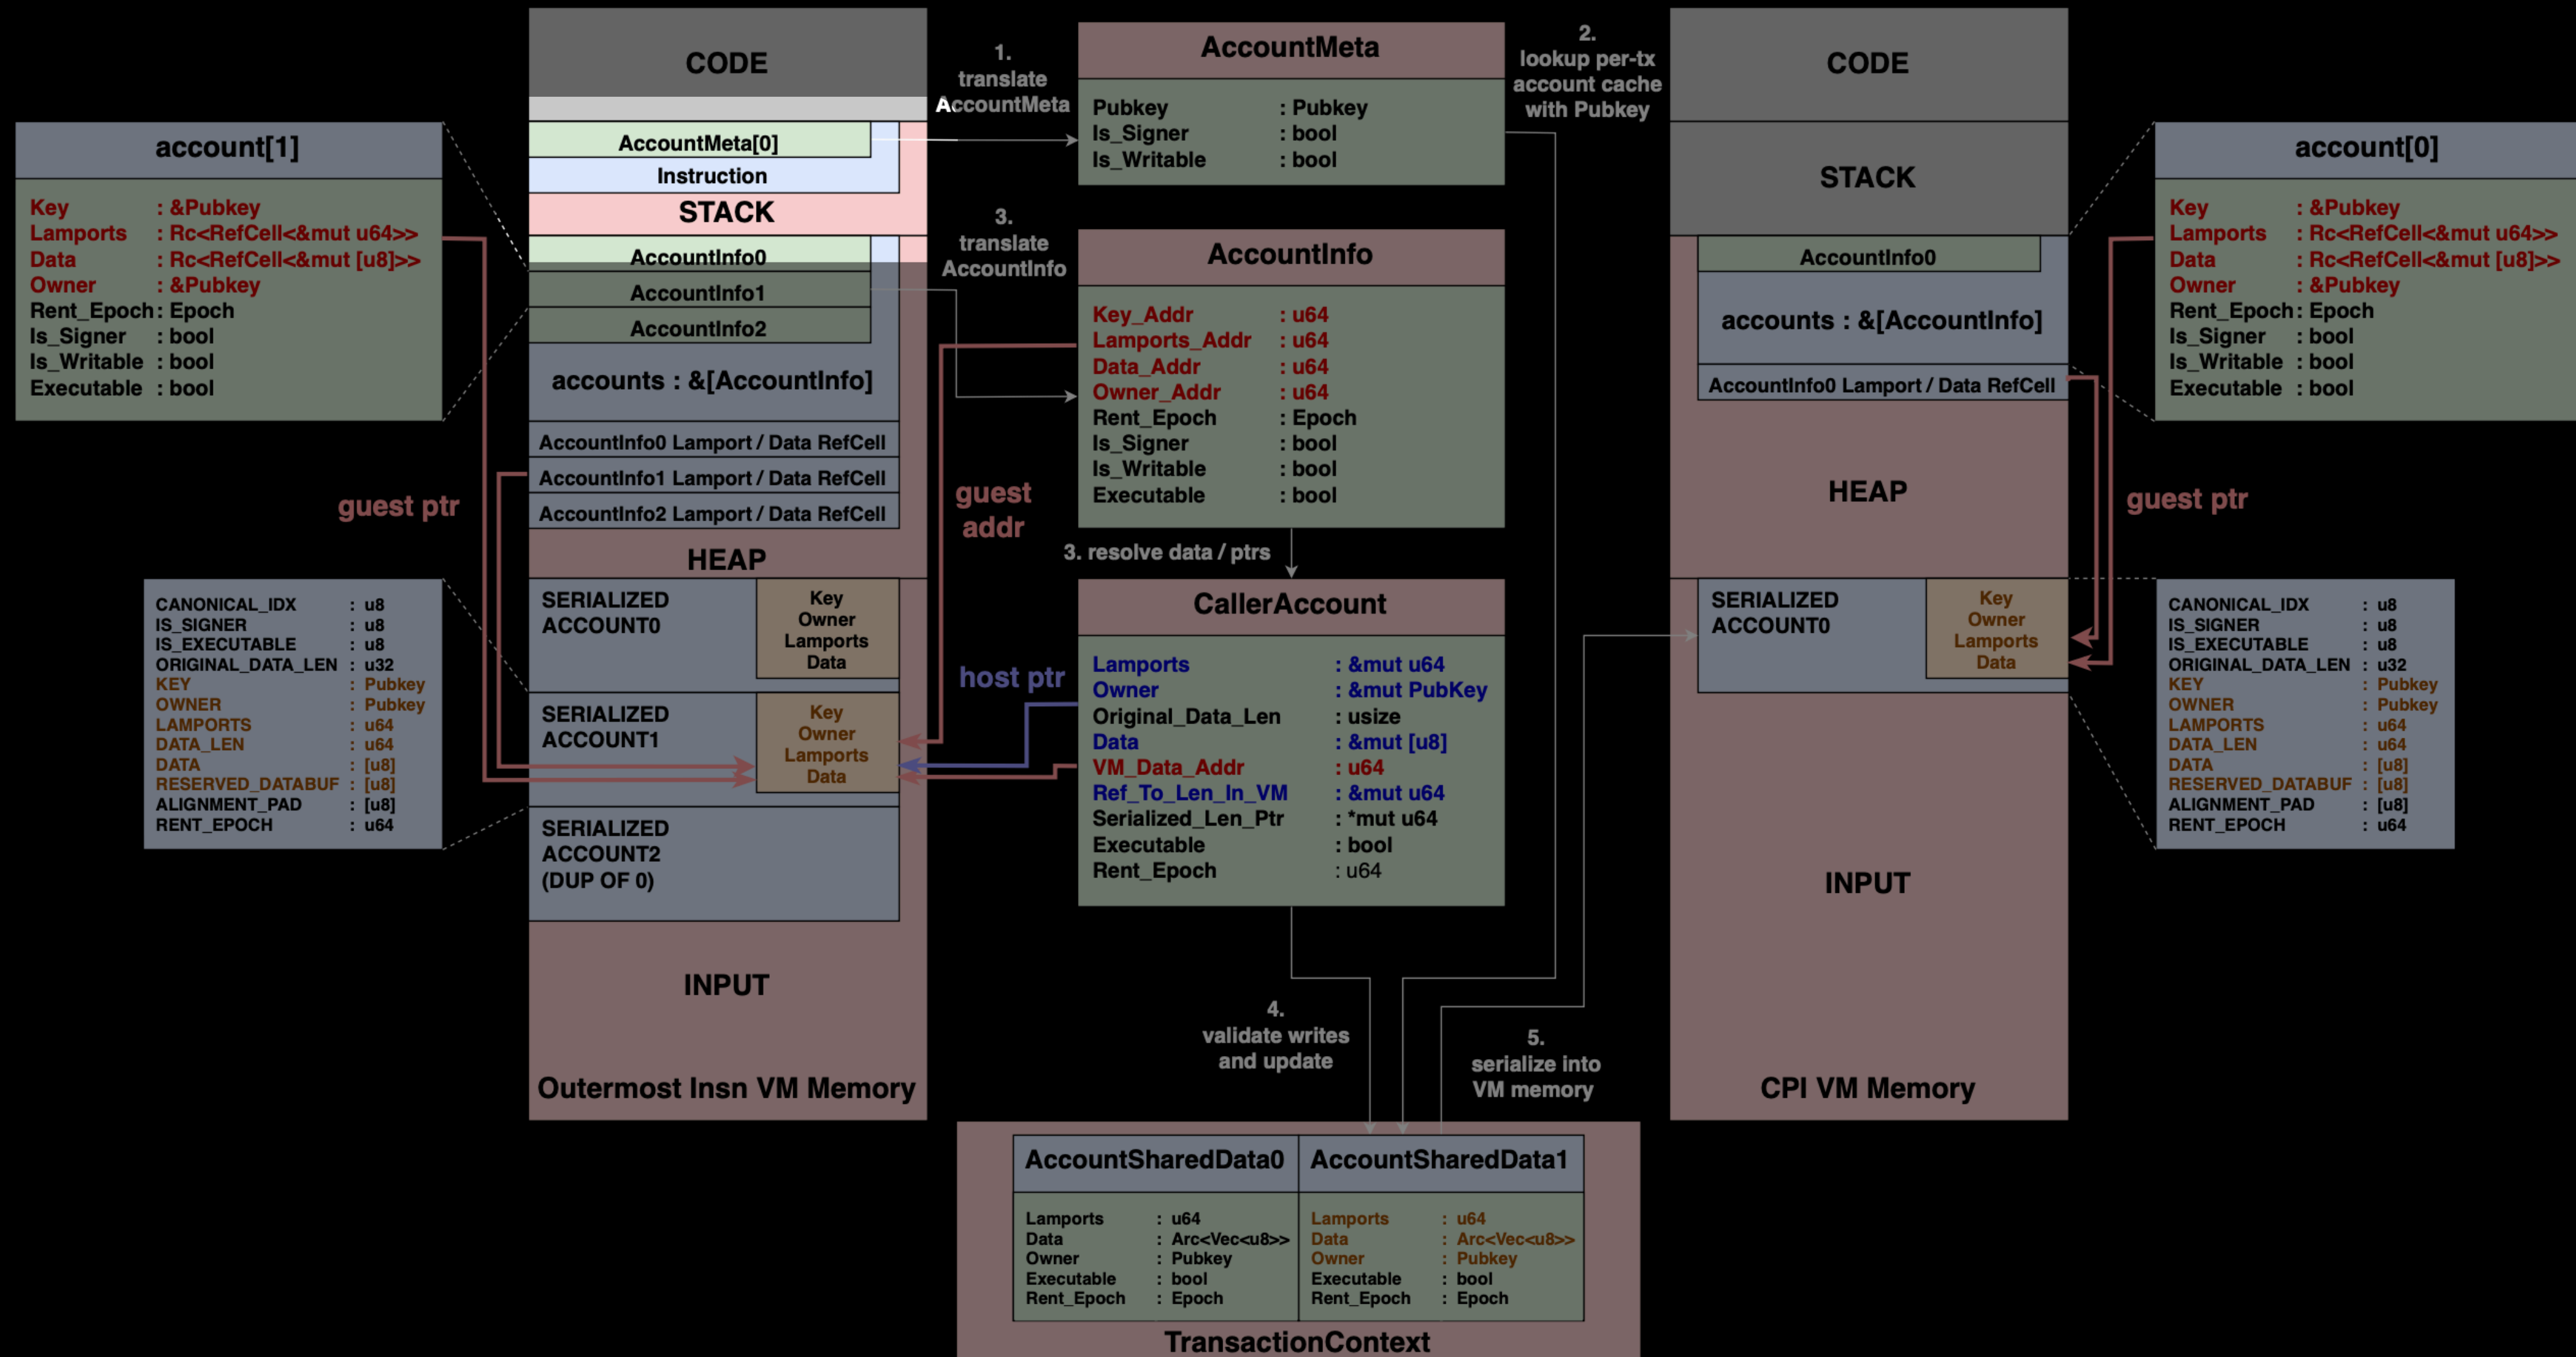 account[1]
Key : &Pubkey
Lamports : Rc<RefCell<&mut u64>>
Data : Rc<RefCell<&mut [u8]>>
Owner : &Pubkey
Rent_Epoch : Epoch
Is_Signer : bool
Is_Writable : bool
Executable : bool
guest ptr
CANONICAL_IDX : u8
IS_SIGNER : u8
IS_EXECUTABLE : u8
ORIGINAL_DATA_LEN : u32
KEY : Pubkey
OWNER : Pubkey
LAMPORTS : u64
DATA_LEN : u64
DATA : [u8]
RESERVED_DATABUF : [u8]
ALIGNMENT_PAD : [u8]
RENT_EPOCH : u64
CODE
AccountMeta[0]
Instruction
STACK
AccountInfo0
AccountInfo1
AccountInfo2
accounts : &[AccountInfo]
AccountInfo0 Lamport / Data RefCell
AccountInfo1 Lamport / Data RefCell
AccountInfo2 Lamport / Data RefCell
HEAP
SERIALIZED
ACCOUNT0
Key
Owner
Lamports
Data
SERIALIZED
ACCOUNT1
Key
Owner
Lamports
Data
SERIALIZED
ACCOUNT2
(DUP OF 0)
INPUT
Outermost Insn VM Memory
1.
translate
AccountMeta
AccountMeta
Pubkey : Pubkey
Is_Signer : bool
Is_Writable : bool
2.
lookup per-tx
account cache
with Pubkey
3.
translate
AccountInfo
AccountInfo
Key_Addr : u64
Lamports_Addr : u64
Data_Addr : u64
Owner_Addr : u64
Rent_Epoch : Epoch
Is_Signer : bool
Is_Writable : bool
Executable : bool
guest
addr
3. resolve data / ptrs
CallerAccount
Lamports : &mut u64
Owner : &mut PubKey
Original_Data_Len : usize
Data : &mut [u8]
VM_Data_Addr : u64
Ref_To_Len_In_VM : &mut u64
Serialized_Len_Ptr : *mut u64
Executable : bool
Rent_Epoch : u64
host ptr
4.
validate writes
and update
5.
serialize into
VM memory
AccountSharedData0
Lamports : u64
Data : Arc<Vec<u8>>
Owner : Pubkey
Executable : bool
Rent_Epoch : Epoch
AccountSharedData1
Lamports : u64
Data : Arc<Vec<u8>>
Owner : Pubkey
Executable : bool
Rent_Epoch : Epoch
TransactionContext
CODE
STACK
AccountInfo0
accounts : &[AccountInfo]
AccountInfo0 Lamport / Data RefCell
HEAP
SERIALIZED
ACCOUNT0
Key
Owner
Lamports
Data
INPUT
CPI VM Memory
account[0]
Key : &Pubkey
Lamports : Rc<RefCell<&mut u64>>
Data : Rc<RefCell<&mut [u8]>>
Owner : &Pubkey
Rent_Epoch : Epoch
Is_Signer : bool
Is_Writable : bool
Executable : bool
guest ptr
CANONICAL_IDX : u8
IS_SIGNER : u8
IS_EXECUTABLE : u8
ORIGINAL_DATA_LEN : u32
KEY : Pubkey
OWNER : Pubkey
LAMPORTS : u64
DATA_LEN : u64
DATA : [u8]
RESERVED_DATABUF : [u8]
ALIGNMENT_PAD : [u8]
RENT_EPOCH : u64